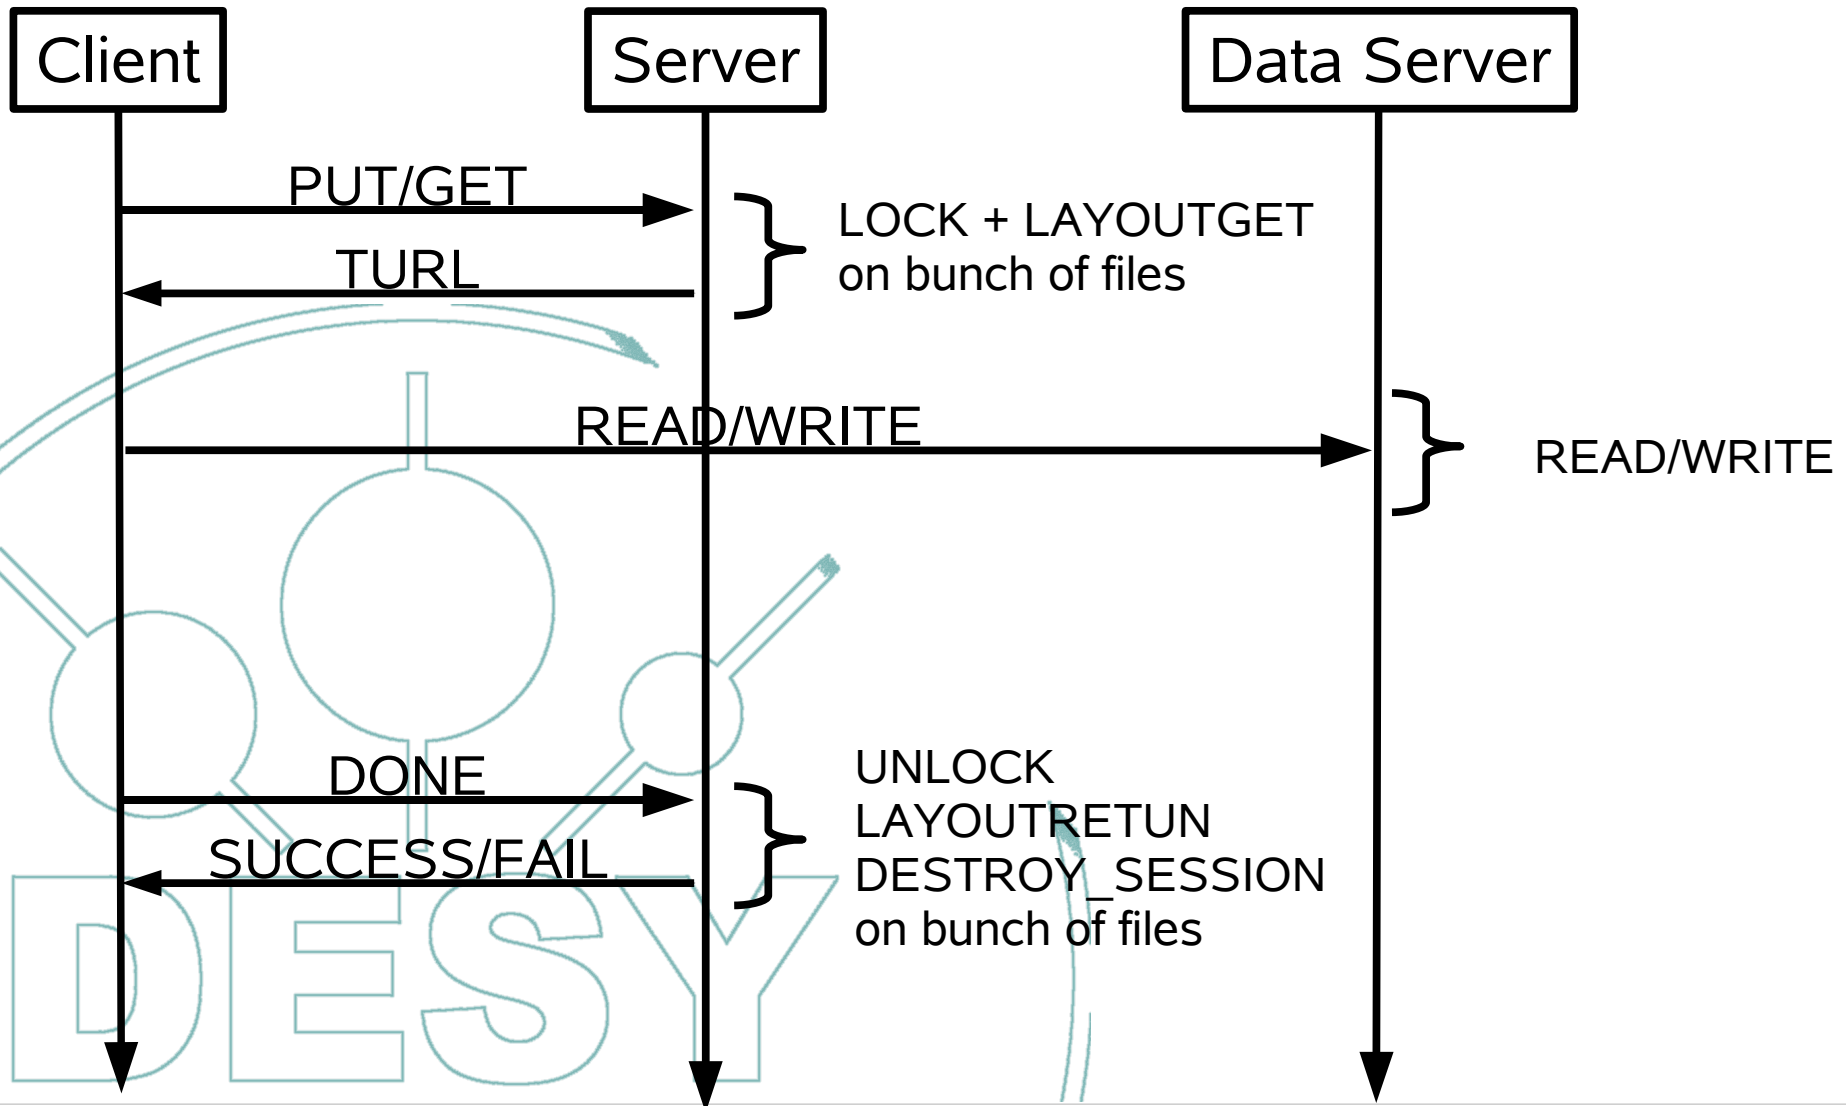 Client
Server
Data Server
PUT/GET
LOCK + LAYOUTGET
on bunch of files
TURL
READ/WRITE
READ/WRITE
DONE
UNLOCK
LAYOUTRETUN
DESTROY_SESSION
on bunch of files
SUCCESS/FAIL
DESY